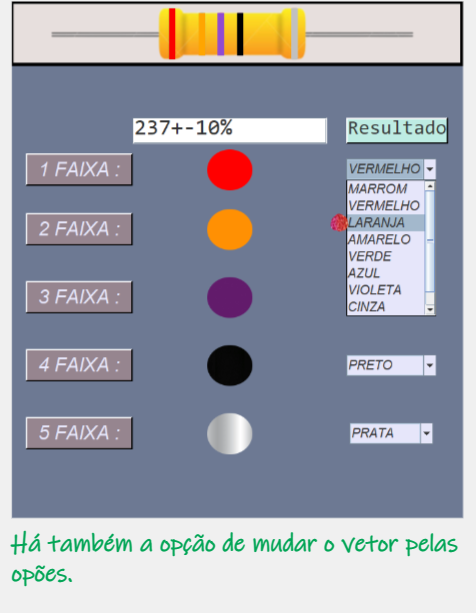 237+-10% Resultado
1 FAIXA : VERMELHO
MARROM
VERMELHO
2 FAIXA : LARANJA
AMARELO
VERDE
AZUL
3 FAIXA : VIOLETA
CINZA
4 FAIXA : PRETO
5 FAIXA : PRATA
Há também a opção de mudar o vetor pelas
opões.